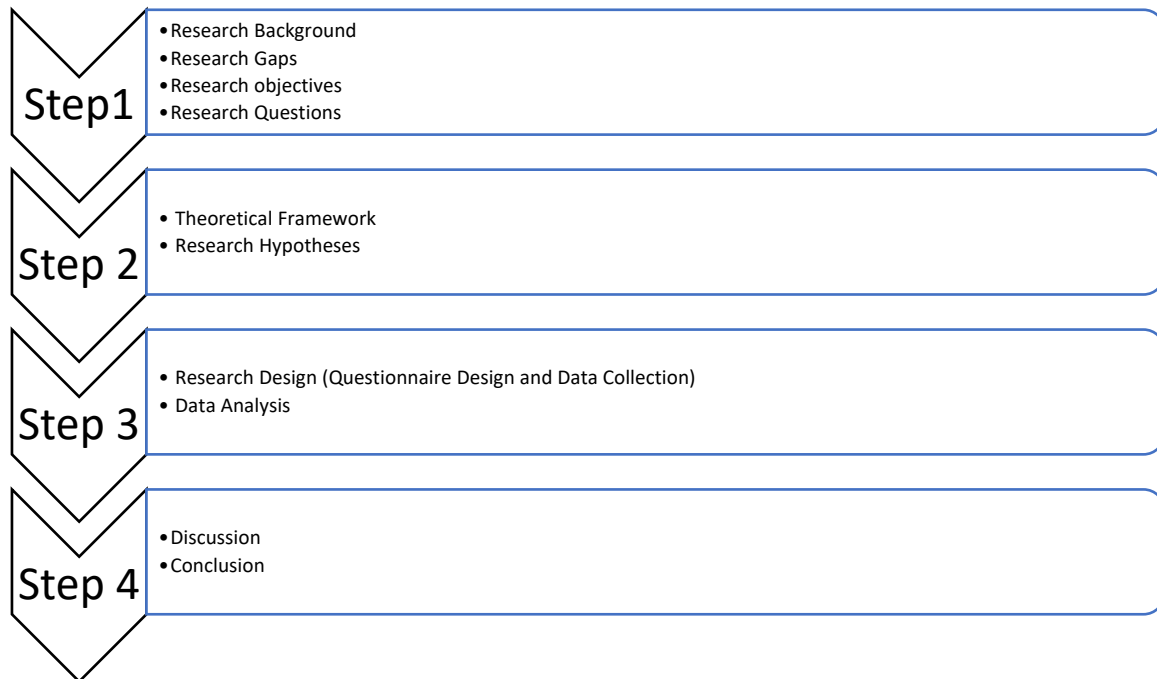 Step1
•Research Background
•Research Gaps
•Research objectives
•Research Questions
Step 2
• Theoretical Framework
• Research Hypotheses
Step 3
• Research Design (Questionnaire Design and Data Collection)
• Data Analysis
Step 4
•Discussion
•Conclusion